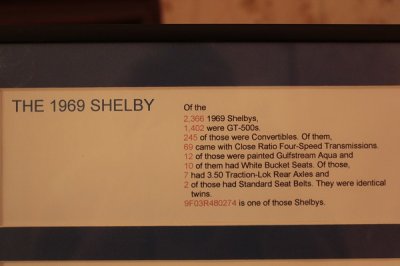 THE 1969 SHELBY
Of the
2,366 1969 Shelbys,
1,402 were GT-500s.
245 of those were Convertibles. Of them,
69 came with Close Ratio Four-Speed Transmissions.
12 of those were painted Gulfstream Aqua and
10 of them had White Bucket Seats. Of those,
7 had 3.50 Traction-Lok Rear Axles and
2 of those had Standard Seat Belts. They were identical
twins.
9F03R480274 is one of those Shelbys.